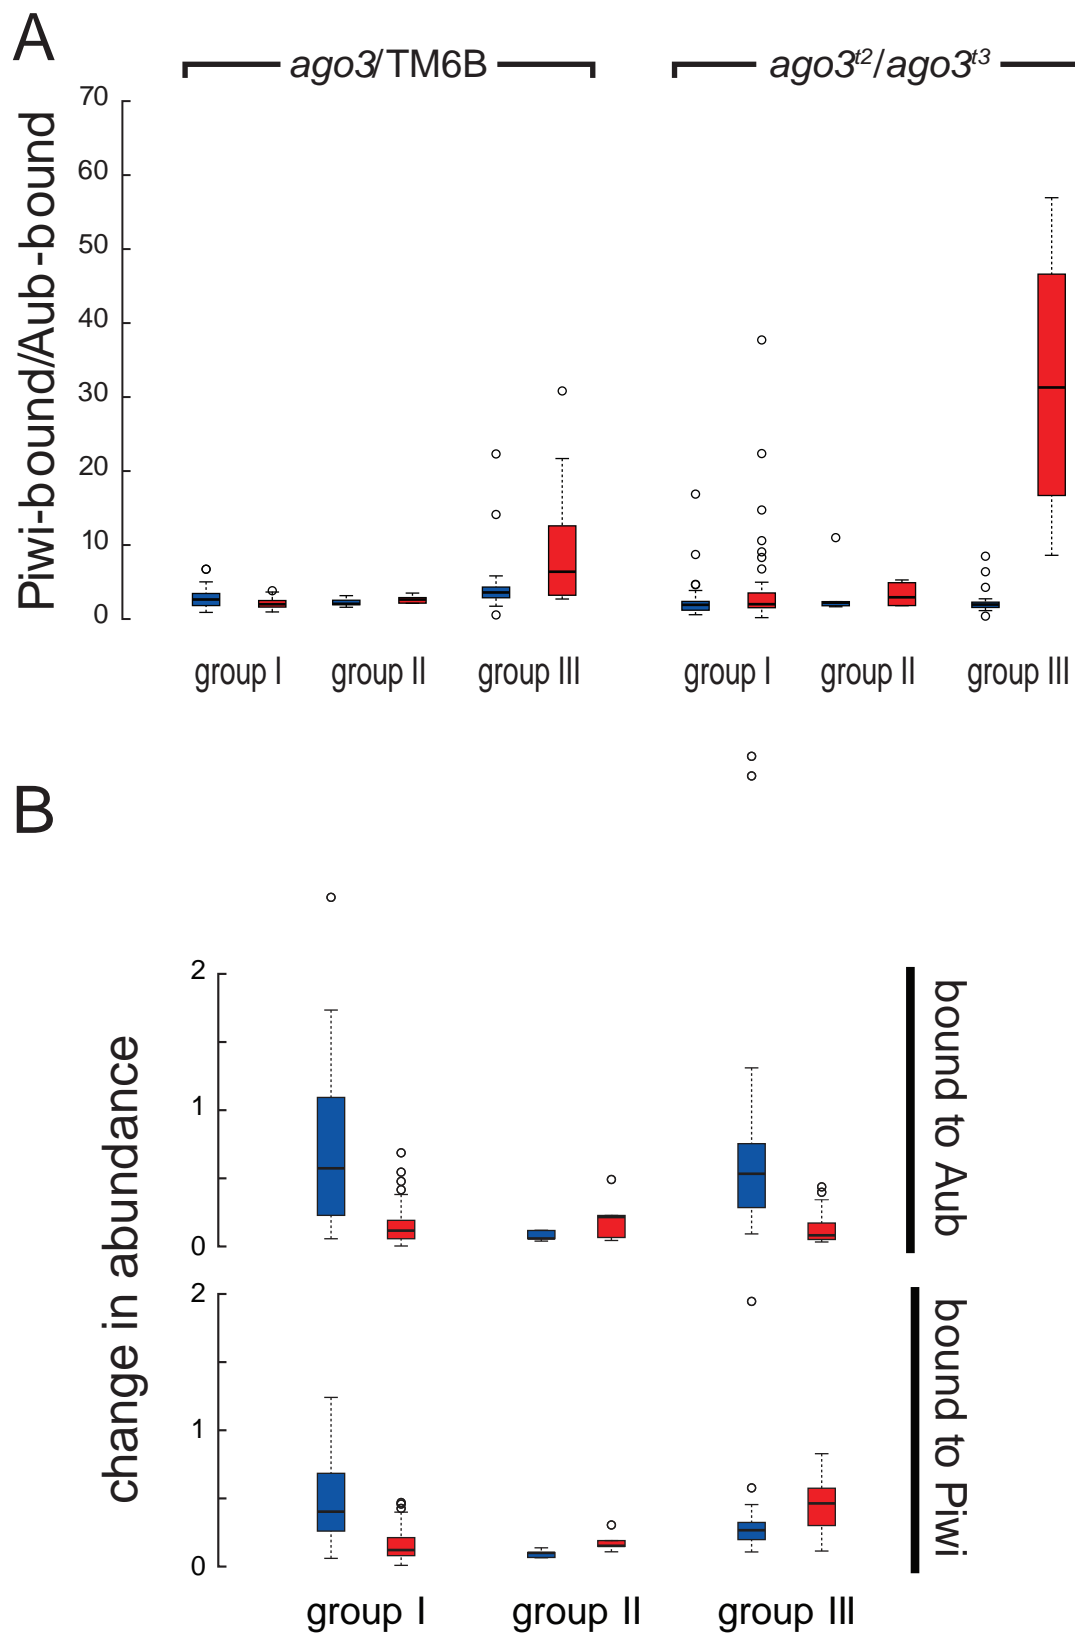 A
ago3/TM6B
ago3t2/ago3t3
Piwi-bound/Aub-bound
70
60
50
40
30
20
10
0
group I
group II
group III
group I
group II
group III
B
change in abundance
2
1
0
bound to Aub
2
1
0
bound to Piwi
group I
group II
group III